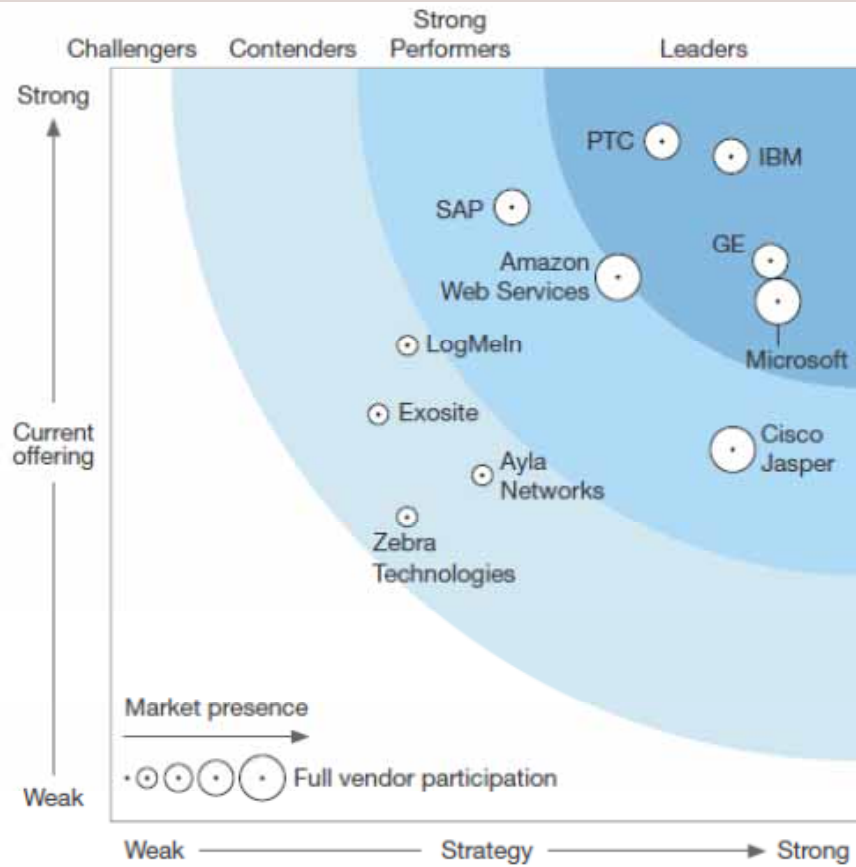 Challengers
Contenders
Strong
Performers
Leaders
Strong
PTC
IBM
SAP
GE
Amazon
Web Services
LogMeIn
Microsoft
Exosite
Current
offering
Cisco
Jasper
Ayla
Networks
Zebra
Technologies
Market presence
Full vendor participation
Weak
Weak
Strategy
Strong